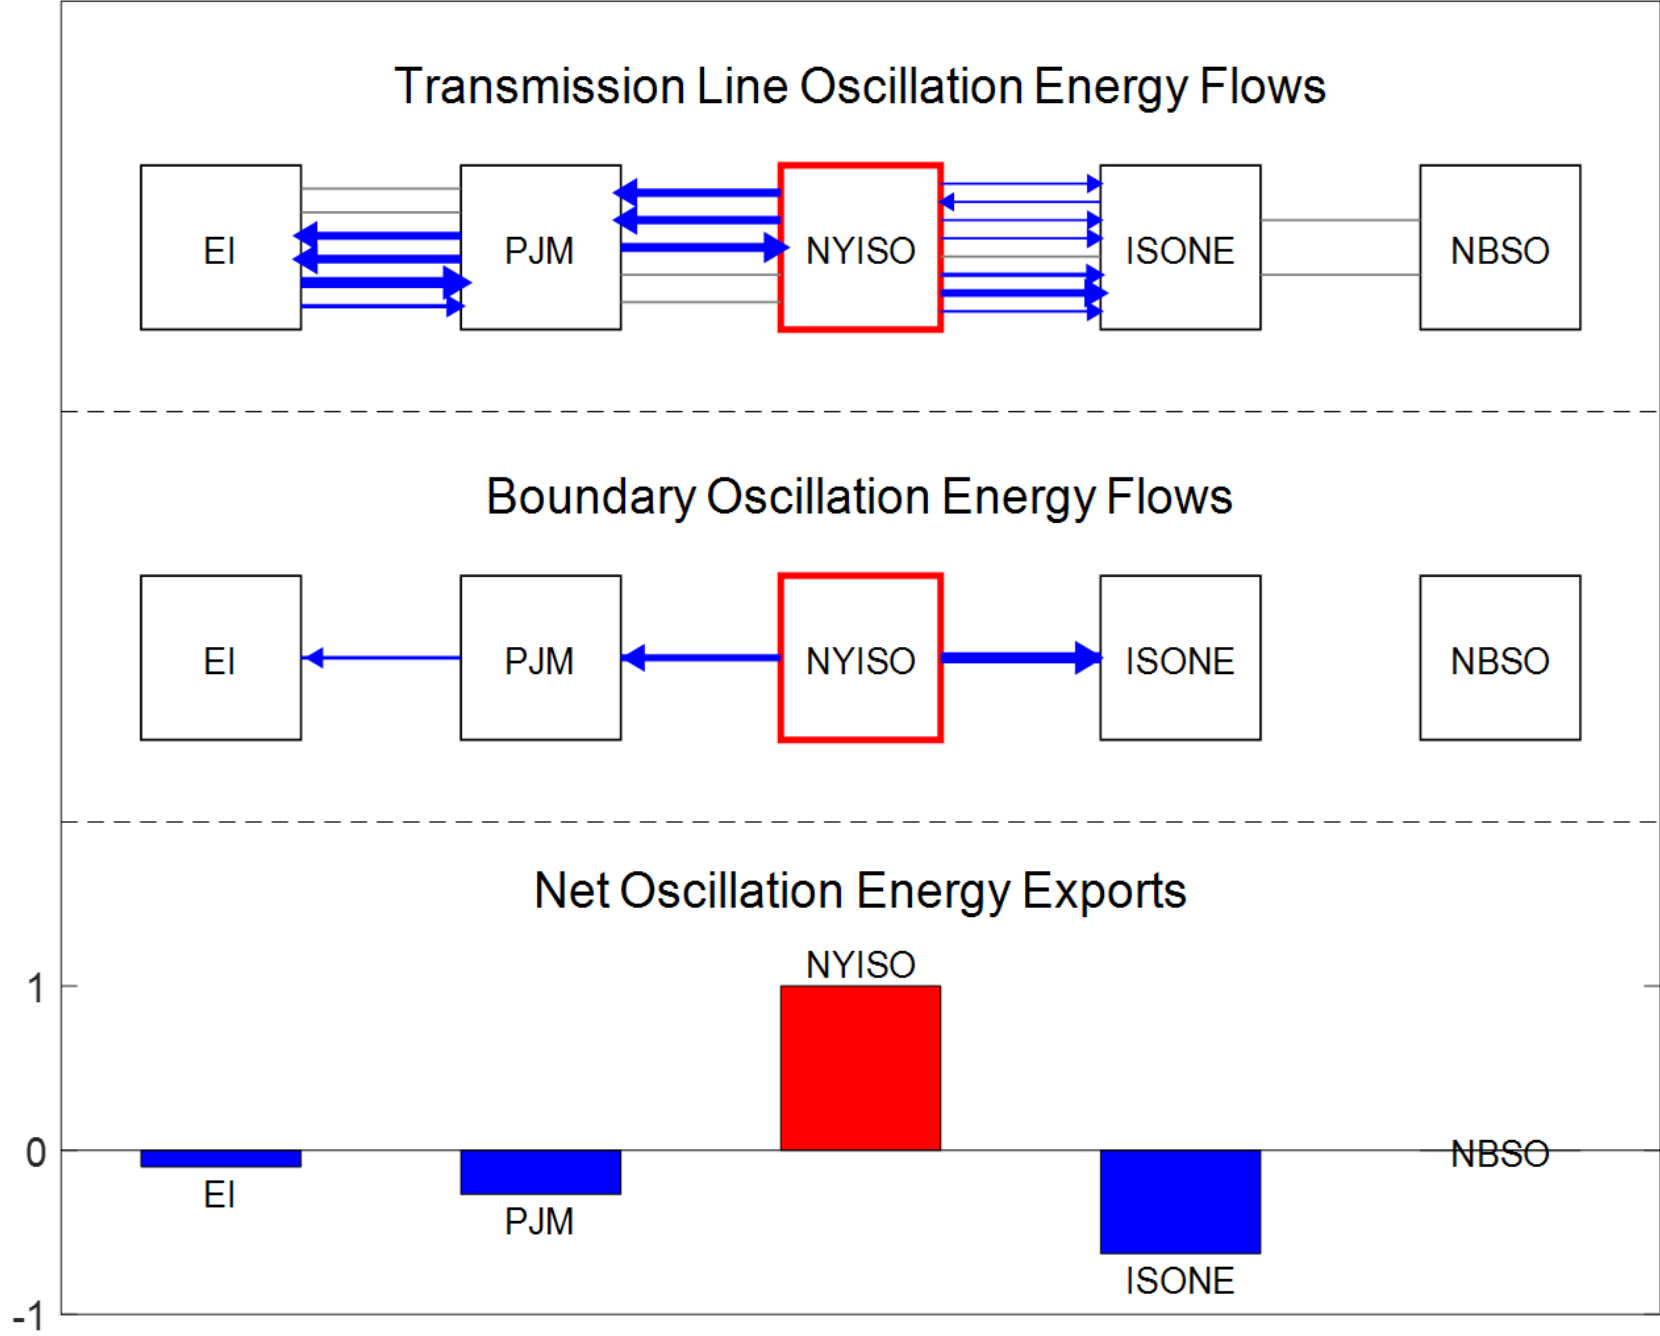 Transmission Line Oscillation Energy Flows
EI PJM NYISO ISONE NBSO
Boundary Oscillation Energy Flows
EI PJM NYISO ISONE NBSO
Net Oscillation Energy Exports
NYISO
1
0
NBSO
EI
PJM
ISONE
-1